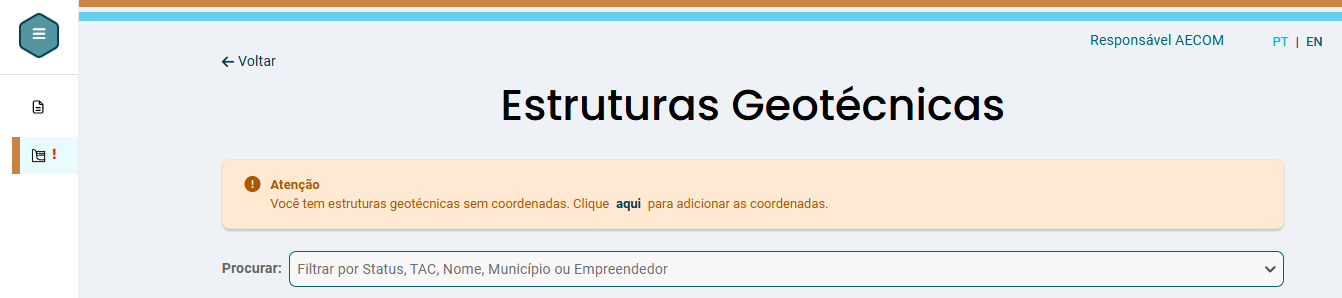 Responsável AECOM
PT | EN
Voltar
Estruturas Geotécnicas
Atenção
Você tem estruturas geotécnicas sem coordenadas. Clique aqui para adicionar as coordenadas.
Procurar: Filtrar por Status, TAC, Nome, Município ou Empreendedor